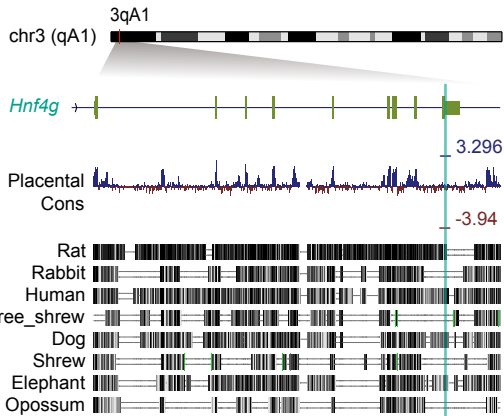 3qA1
chr3 (qA1)
Hnf4g
3.296
Placental
Cons
-3.94
Rat
Rabbit
Human
ree_shrew
Dog
Shrew
Elephant
Opossum